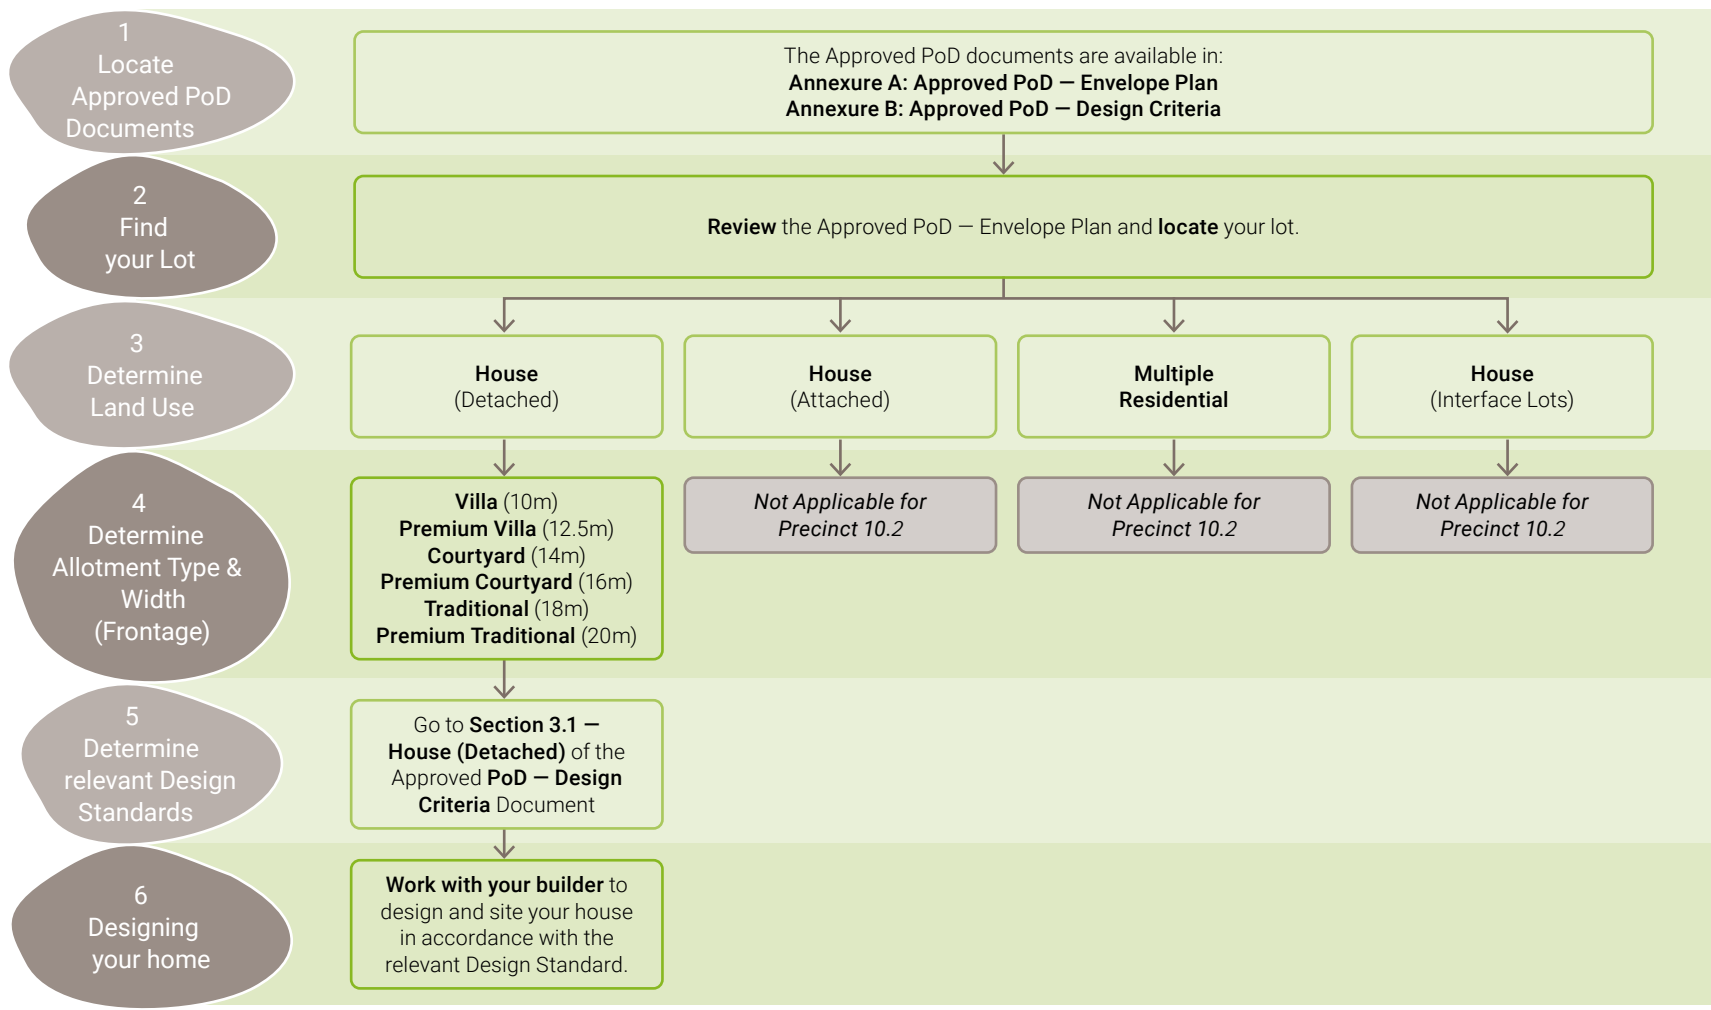 1
Locate
Approved PoD
Documents
The Approved PoD documents are available in:
Annexure A: Approved PoD — Envelope Plan
Annexure B: Approved PoD — Design Criteria
2
Find
your Lot
Review the Approved PoD — Envelope Plan and locate your lot.
3
Determine
Land Use
House
(Detached)
House
(Attached)
Multiple
Residential
House
(Interface Lots)
4
Determine
Allotment Type &
Width
(Frontage)
Villa (10m)
Premium Villa (12.5m)
Courtyard (14m)
Premium Courtyard (16m)
Traditional (18m)
Premium Traditional (20m)
Not Applicable for
Precinct 10.2
Not Applicable for
Precinct 10.2
Not Applicable for
Precinct 10.2
5
Determine
relevant Design
Standards
Go to Section 3.1 —
House (Detached) of the
Approved PoD — Design
Criteria Document
6
Designing
your home
Work with your builder to
design and site your house
in accordance with the
relevant Design Standard.